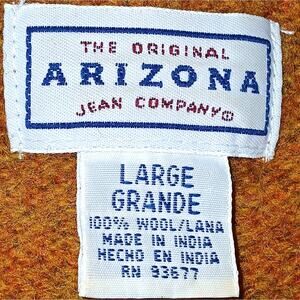 THE ORIGINAL
ARIZONA
JEAN COMPANY®
LARGE
GRANDE
100% WOOL/LANA
MADE IN INDIA
HECHO EN INDIA
RN 93677